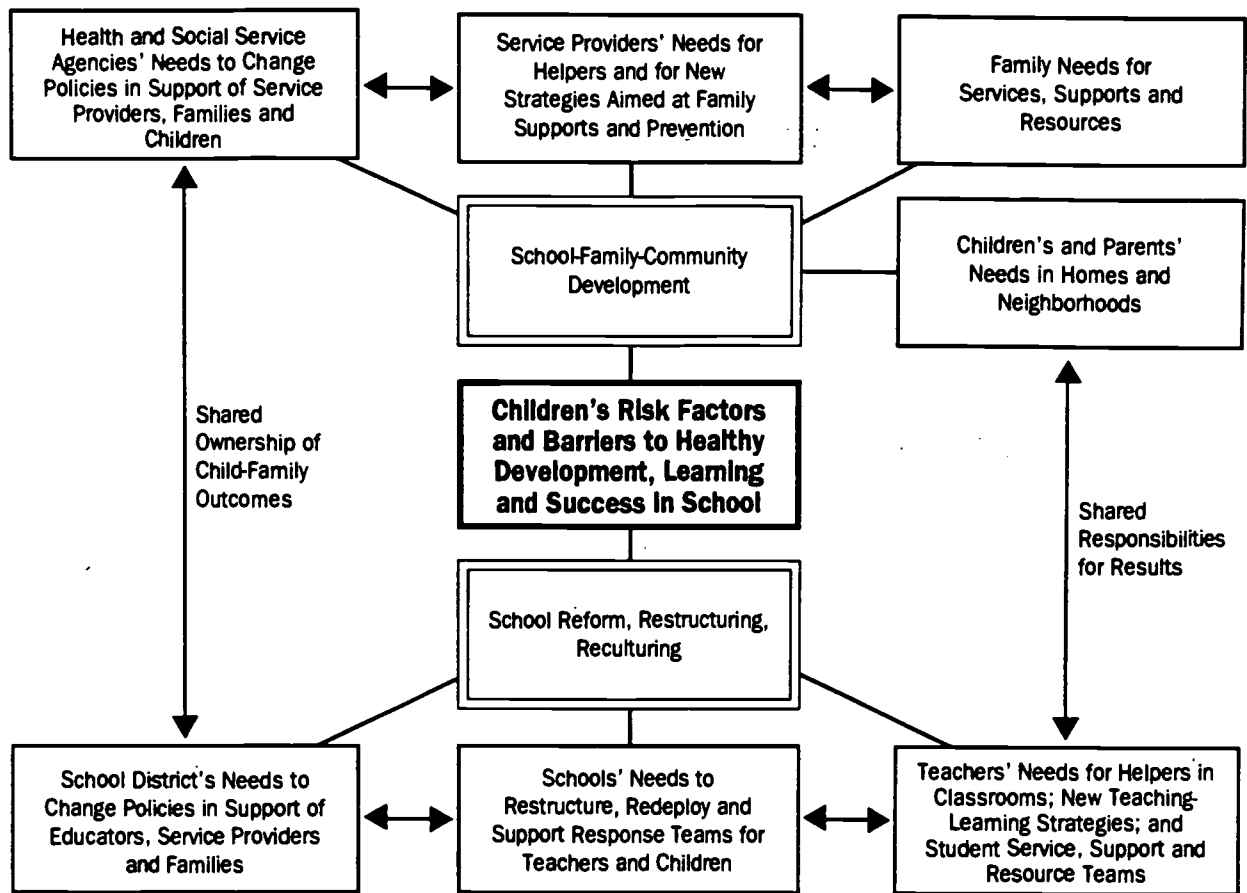 Health and Social Service
Agencies' Needs to Change
Policies in Support of Service
Providers, Families and
Children
Service Providers' Needs for
Helpers and for New
Strategies Aimed at Family
Supports and Prevention
Family Needs for
Services, Supports and
Resources
School-Family-Community
Development
Children's and Parents'
Needs in Homes and
Neighborhoods
Shared
Ownership of
Child-Family
Outcomes
Children's Risk Factors
and Barriers to Healthy
Development, Learning
and Success in School
Shared
Responsibilities
for Results
School Reform, Restructuring,
Reculturing
School District's Needs to
Change Policies in Support of
Educators, Service Providers
and Families
Schools' Needs to
Restructure, Redeploy and
Support Response Teams for
Teachers and Children
Teachers' Needs for Helpers in
Classrooms; New Teaching-
Learning Strategies; and
Student Service, Support and
Resource Teams